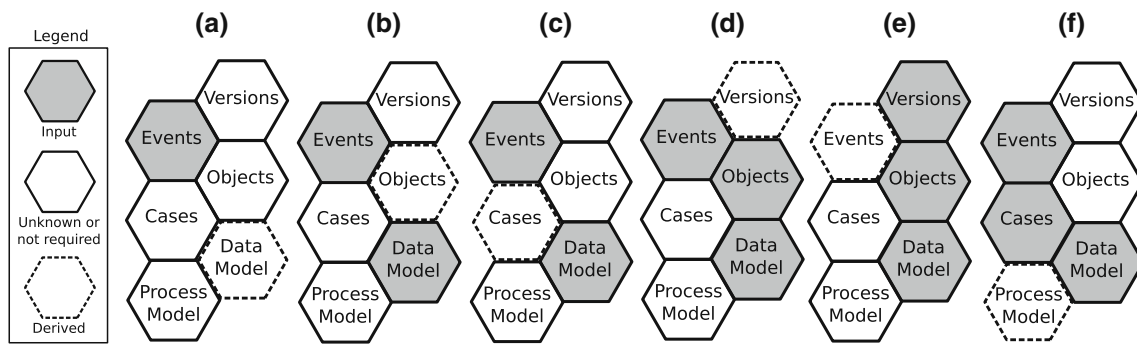 Legend
Input
Unknown or
not required
Derived
(a)
Versions
Events
Objects
Cases
Data
Model
Process
Model
(b)
Versions
Events
Objects
Cases
Data
Model
Process
Model
(c)
Versions
Events
Objects
Cases
Data
Model
Process
Model
(d)
Versions
Events
Objects
Cases
Data
Model
Process
Model
(e)
Versions
Events
Objects
Cases
Data
Model
Process
Model
(f)
Versions
Events
Objects
Cases
Data
Model
Process
Model